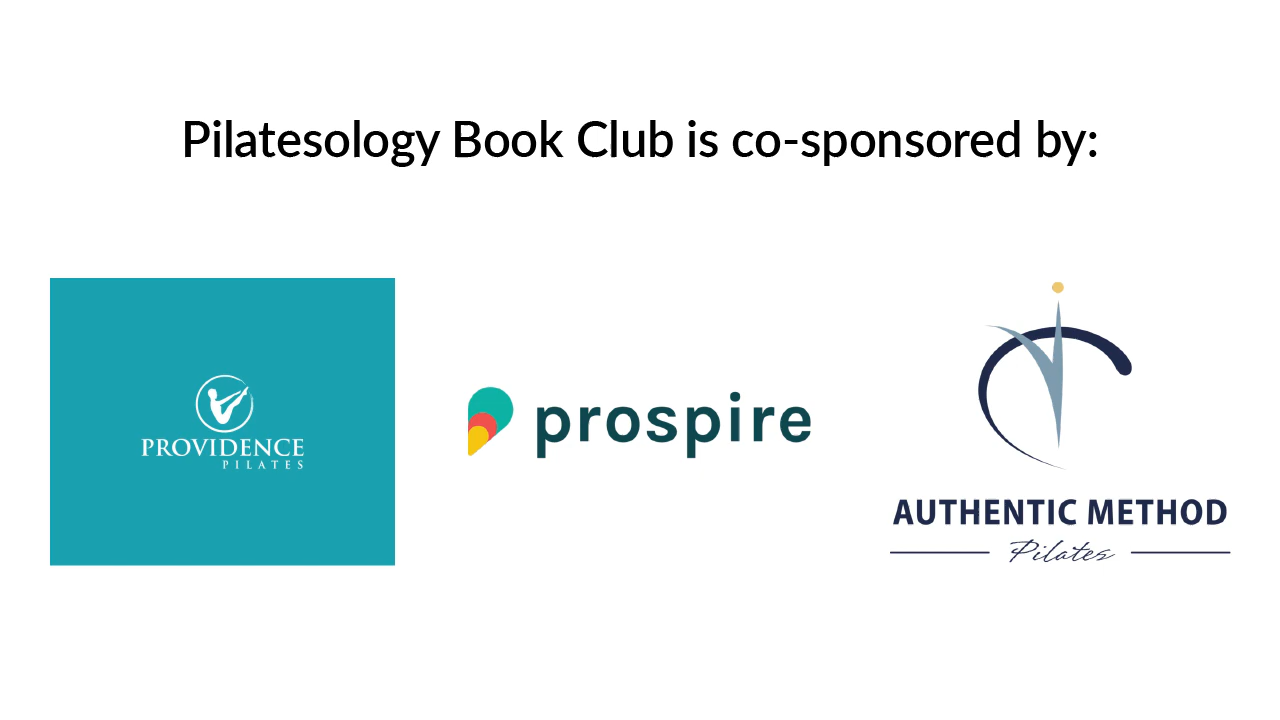 Pilatesology Book Club is co-sponsored by:
PROVIDENCE
PILATES
prospire
AUTHENTIC METHOD
Pilates